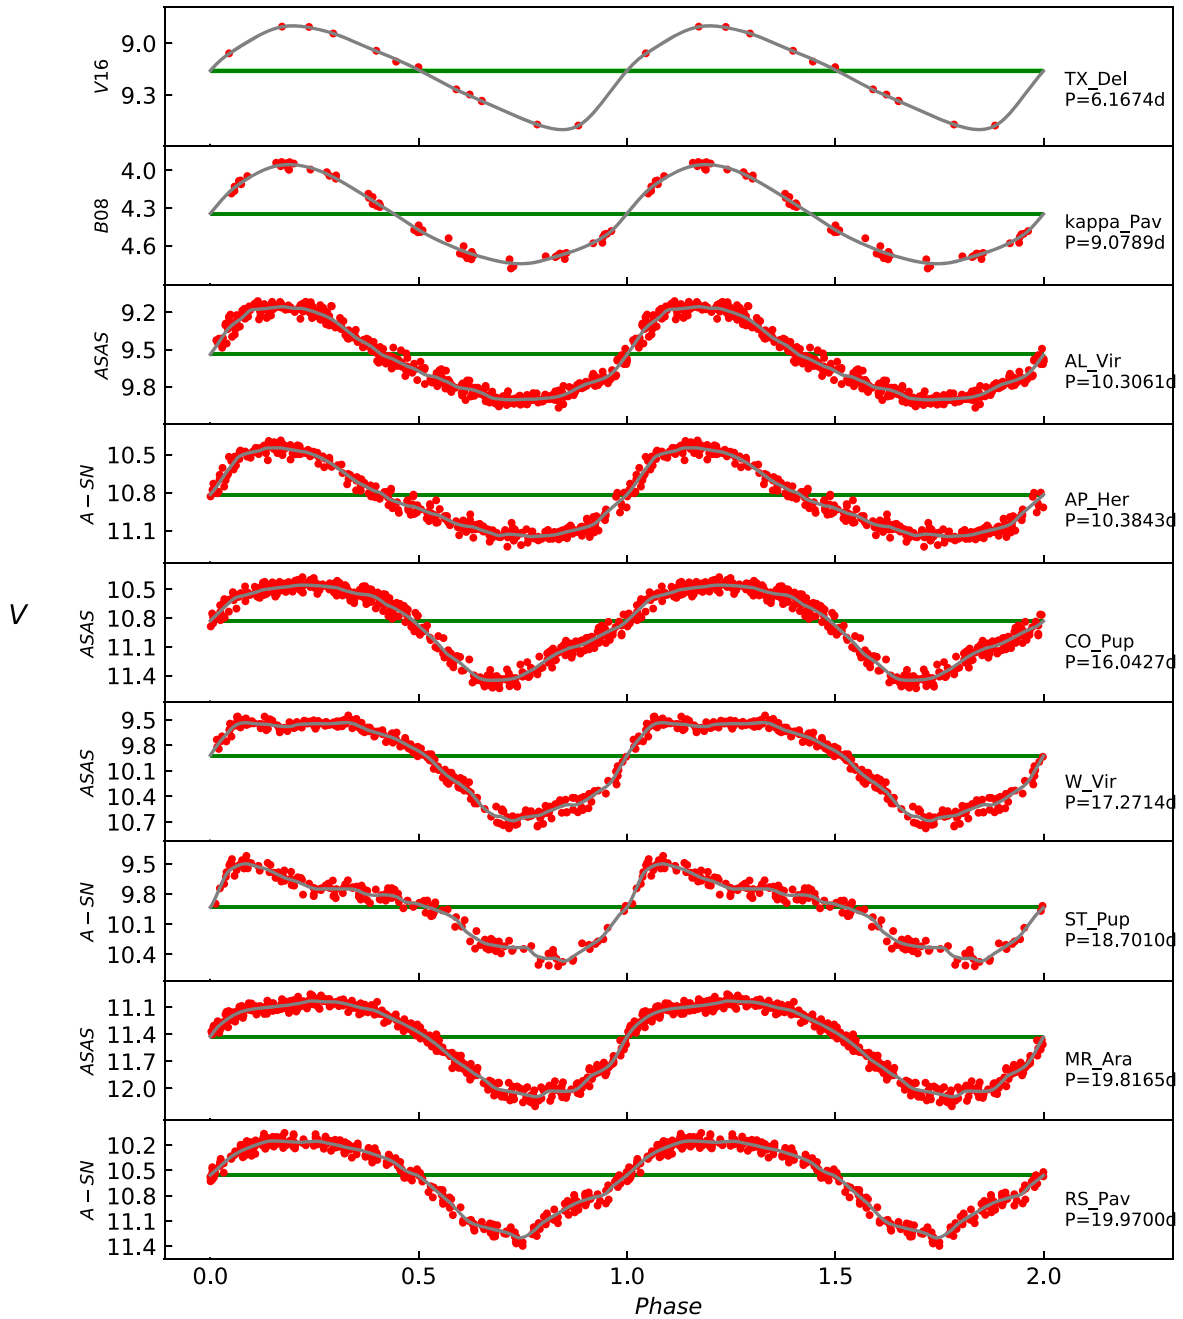 V
V16
9.0
9.3
TX_Del
P=6.1674d
B08
4.0
4.3
4.6
kappa_Pav
P=9.0789d
ASAS
9.2
9.5
9.8
AL_Vir
P=10.3061d
A-SN
10.5
10.8
11.1
AP_Her
P=10.3843d
ASAS
10.5
10.8
11.1
11.4
CO_Pup
P=16.0427d
ASAS
9.5
9.8
10.1
10.4
10.7
W_Vir
P=17.2714d
A-SN
9.5
9.8
10.1
10.4
ST_Pup
P=18.7010d
ASAS
11.1
11.4
11.7
12.0
MR_Ara
P=19.8165d
A-SN
10.2
10.5
10.8
11.1
11.4
RS_Pav
P=19.9700d
0.0 0.5 1.0 1.5 2.0
Phase